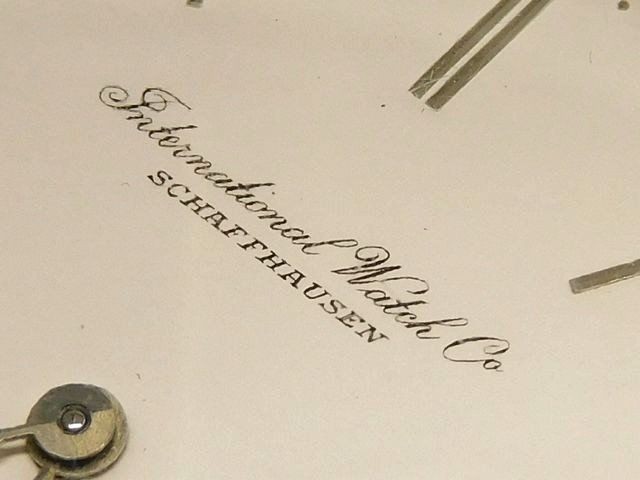 International Watch Co
SCHAFFHAUSEN